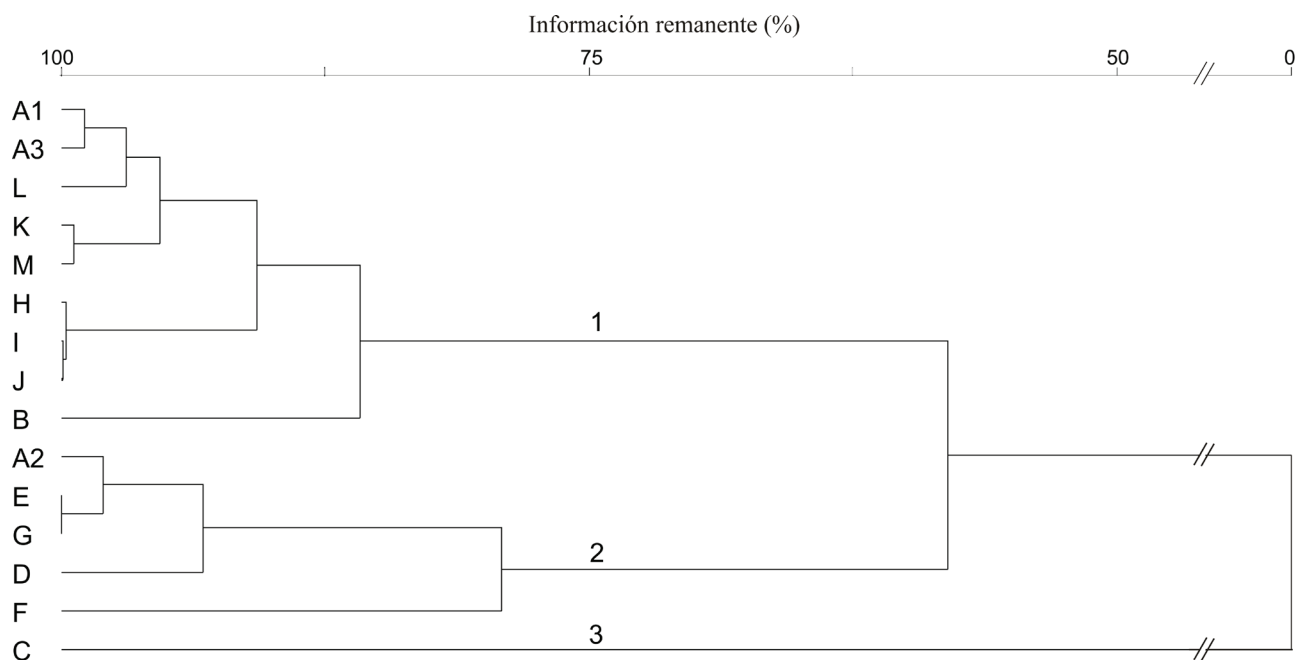 Información remanente (%)
100 75 50 0
A1
A3
L
K
M
H
1
I
J
B
A2
E
G
2
D
F
3
C